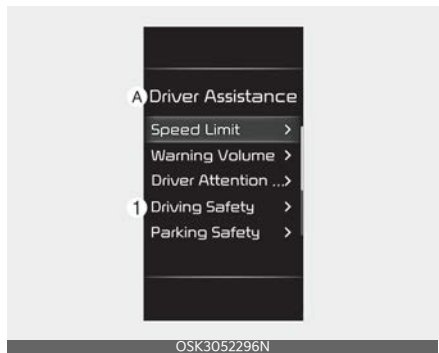 A Driver Assistance
Speed Limit >
Warning Volume >
Driver Attention ...>
1 Driving Safety >
Parking Safety >
OSK3052296N